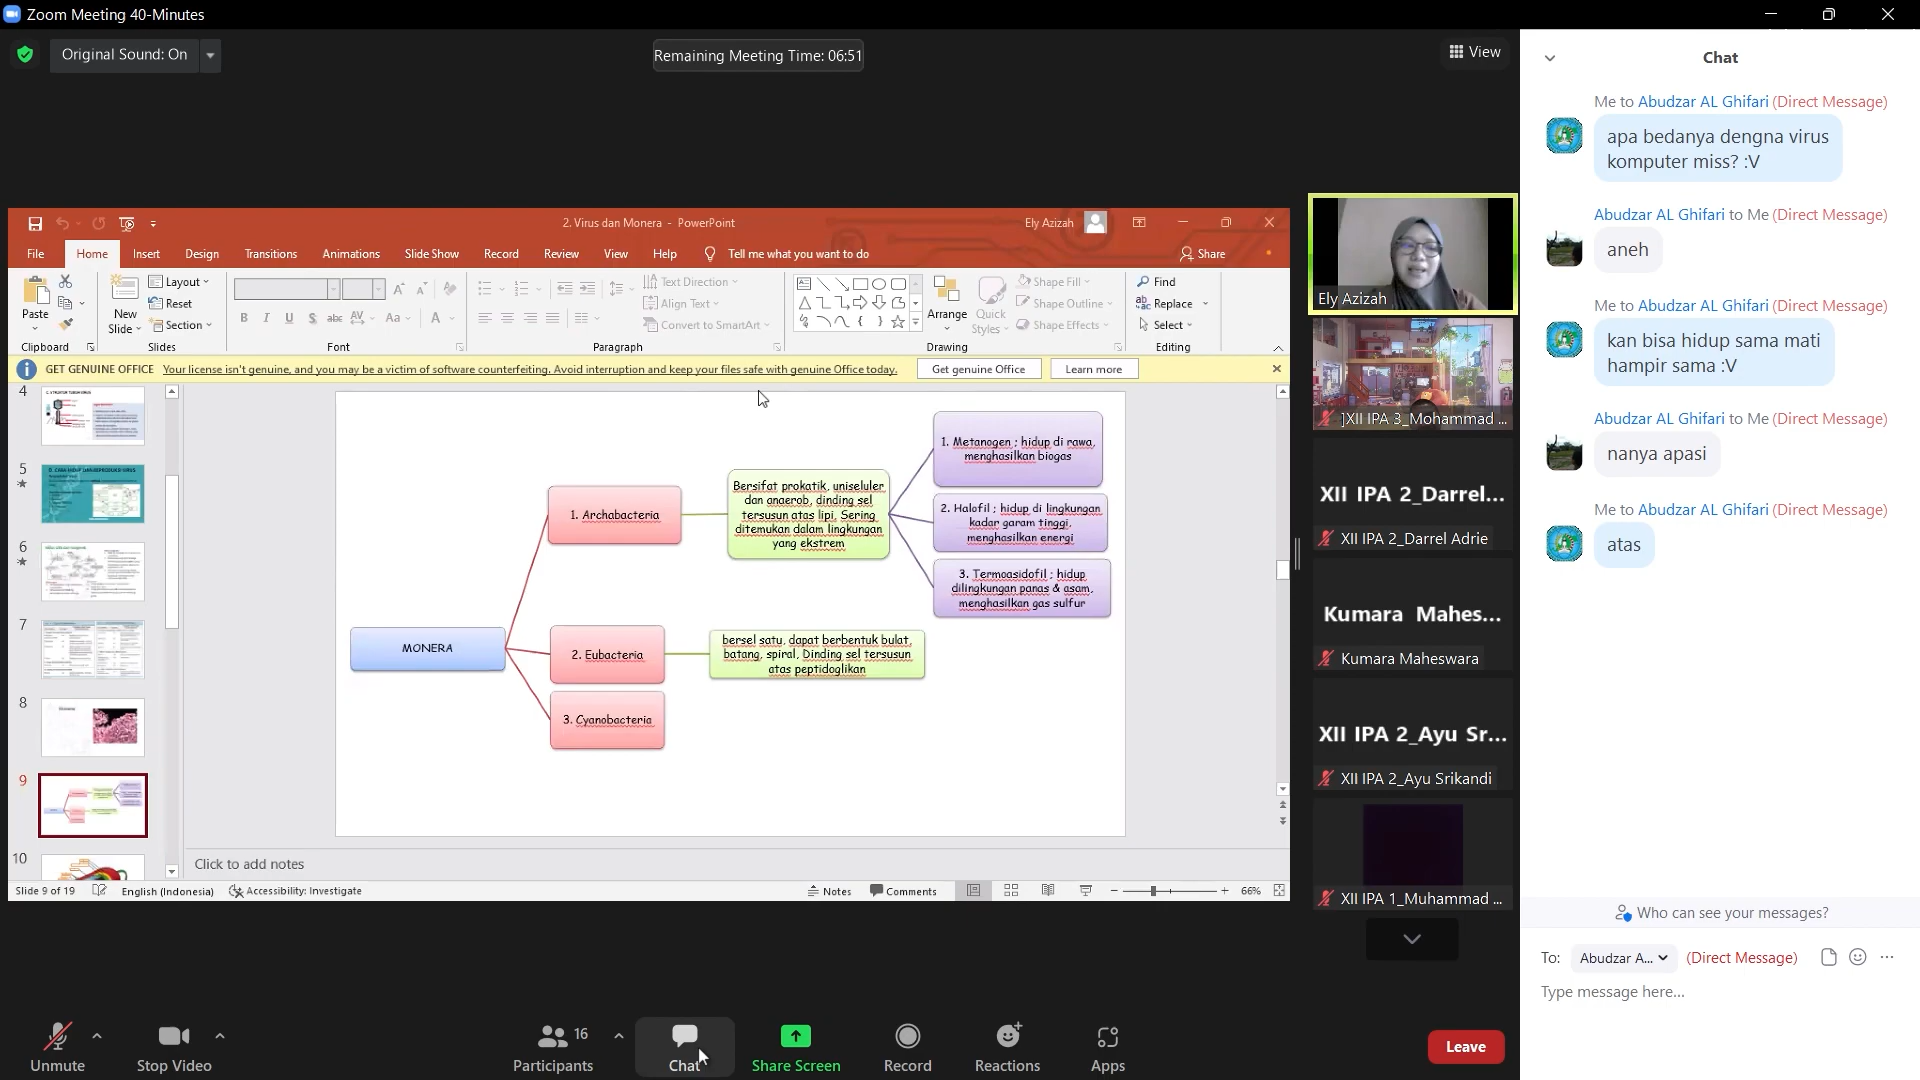 Zoom Meeting 40-Minutes
Original Sound: On
Remaining Meeting Time: 06:51
View
2. Virus dan Monera - PowerPoint
Ely Azizah
File
Home
Insert
Design
Transitions
Animations
Slide Show
Record
Review
View
Help
Tell me what you want to do
Share
Paste
Clipboard
New
Slide
Layout
Reset
Section
Slides
Font
Text Direction
Align Text
Convert to SmartArt
Paragraph
Arrange
Quick
Styles
Shape Fill
Shape Outline
Shape Effects
Drawing
Find
Replace
Select
Editing
GET GENUINE OFFICE Your license isn't genuine, and you may be a victim of software counterfeiting. Avoid interruption and keep your files safe with genuine Office today.
Get genuine Office
Learn more
4
5
6
7
8
9
10
MONERA
1. Archabacteria
Bersifat prokatik, uniseluler
dan anaerob, dinding sel
tersusun atas lipi, Sering
ditemukan dalam lingkungan
yang ekstrem
1. Metanogen ; hidup di rawa,
menghasilkan biogas
2. Halofil ; hidup di lingkungan
kadar garam tinggi,
menghasilkan energi
3. Termoasidofil ; hidup
dilingkungan panas & asam,
menghasilkan gas sulfur
2. Eubacteria
bersel satu, dapat berbentuk bulat,
batang, spiral, Dinding sel tersusun
atas peptidoglikan
3. Cyanobacteria
Click to add notes
Slide 9 of 19
English (Indonesia)
Accessibility: Investigate
Notes
Comments
66%
Ely Azizah
]XII IPA 3_Mohammad ...
XII IPA 2_Darrel...
XII IPA 2_Darrel Adrie
Kumara Mahes...
Kumara Maheswara
XII IPA 2_Ayu Sr...
XII IPA 2_Ayu Srikandi
XII IPA 1_Muhammad ...
Chat
Me to Abudzar AL Ghifari (Direct Message)
apa bedanya dengna virus
komputer miss? :V
Abudzar AL Ghifari to Me (Direct Message)
aneh
Me to Abudzar AL Ghifari (Direct Message)
kan bisa hidup sama mati
hampir sama :V
Abudzar AL Ghifari to Me (Direct Message)
nanya apasi
Me to Abudzar AL Ghifari (Direct Message)
atas
Who can see your messages?
To: Abudzar A... (Direct Message)
Type message here...
Unmute
Stop Video
Participants
16
Chat
Share Screen
Record
Reactions
Apps
Leave